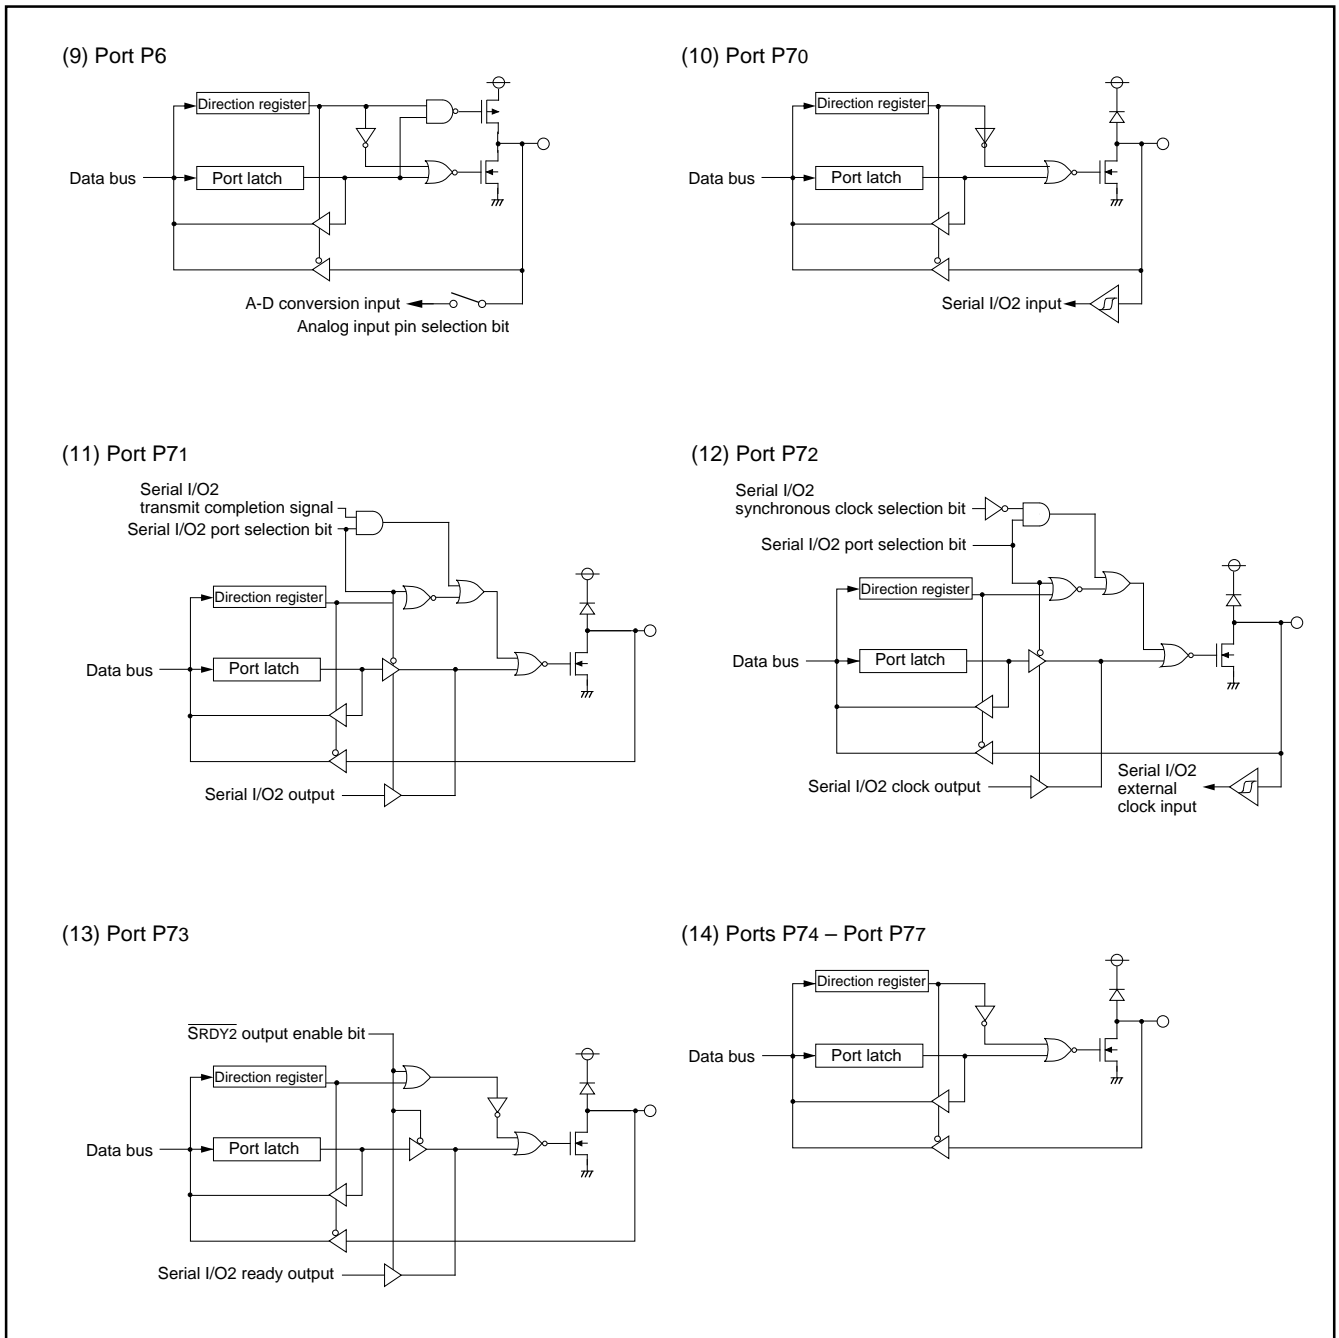 (9) Port P6
Direction register
Data bus
Port latch
A-D conversion input
Analog input pin selection bit
(10) Port P70
Direction register
Data bus
Port latch
Serial I/O2 input
(11) Port P71
Serial I/O2
transmit completion signal
Serial I/O2 port selection bit
Direction register
Data bus
Port latch
Serial I/O2 output
(12) Port P72
Serial I/O2
synchronous clock selection bit
Serial I/O2 port selection bit
Direction register
Data bus
Port latch
Serial I/O2 clock output
Serial I/O2
external
clock input
(13) Port P73
SRDY2 output enable bit
Direction register
Data bus
Port latch
Serial I/O2 ready output
(14) Ports P74 – Port P77
Direction register
Data bus
Port latch